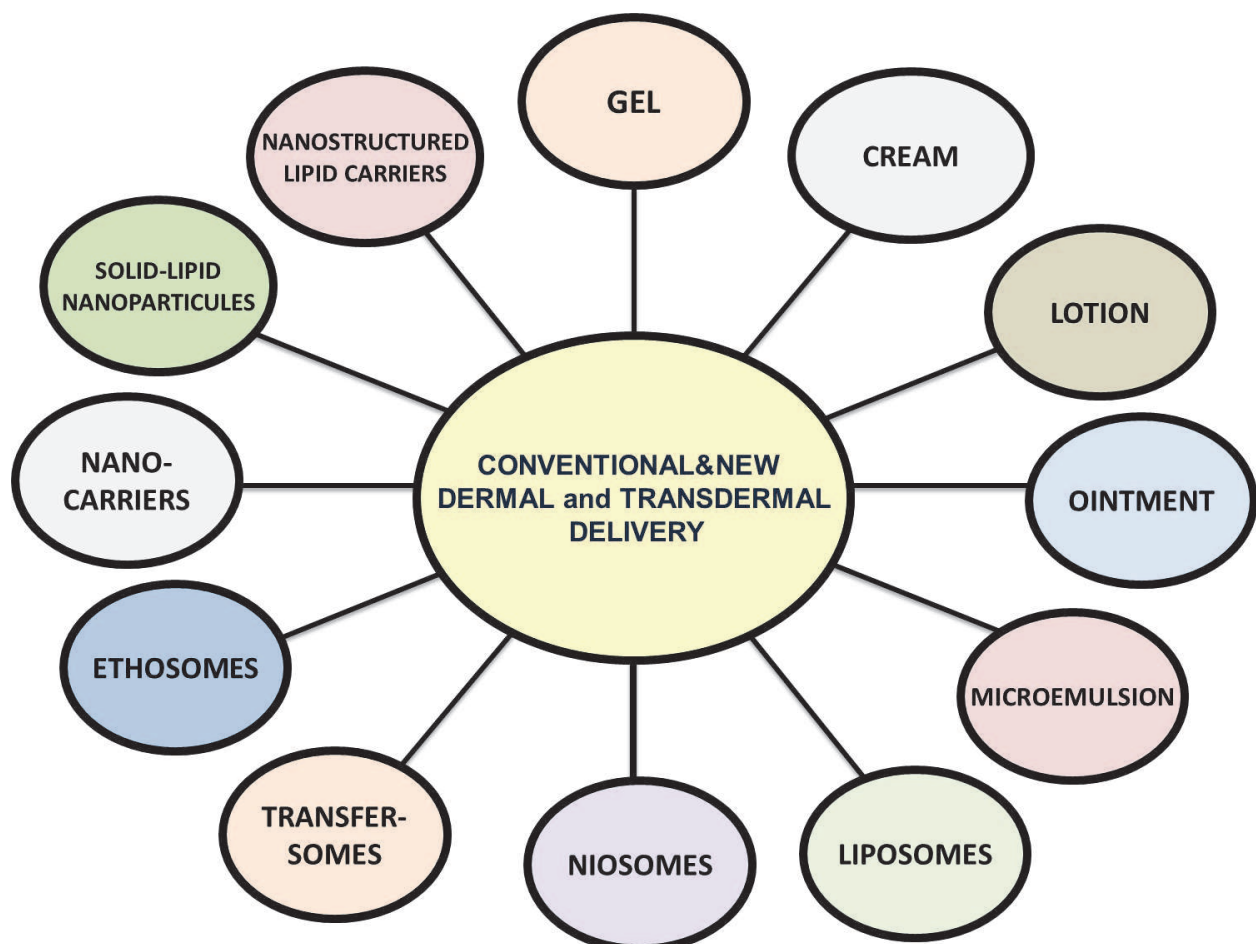 GEL
CREAM
LOTION
OINTMENT
MICROEMULSION
LIPOSOMES
NIOSOMES
TRANSFER-
SOMES
ETHOSOMES
NANO-
CARRIERS
SOLID-LIPID
NANOPARTICULES
NANOSTRUCTURED
LIPID CARRIERS
CONVENTIONAL&NEW
DERMAL and TRANSDERMAL
DELIVERY